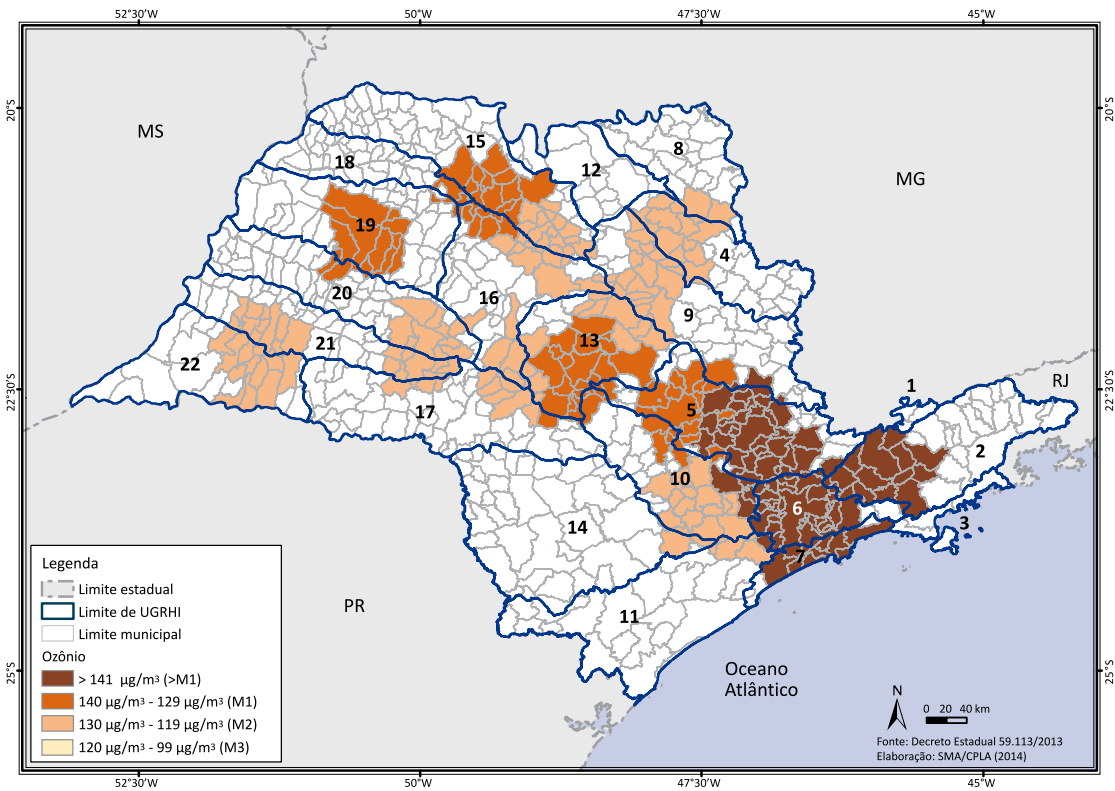 52°30'W 50°W 47°30'W 45°W
20°S 20°S
MS
MG
15
8
18
12
19
4
20
16
9
13
21
22
22°30'S 22°30'S
RJ
1
17
5
2
10
6
3
14
7
PR
11
25°S 25°S
Oceano
Atlântico
Legenda
Limite estadual
Limite de UGRHI
Limite municipal
Ozônio
> 141 µg/m³ (>M1)
140 µg/m³ - 129 µg/m³ (M1)
130 µg/m³ - 119 µg/m³ (M2)
120 µg/m³ - 99 µg/m³ (M3)
N
0 20 40 km
Fonte: Decreto Estadual 59.113/2013
Elaboração: SMA/CPLA (2014)
52°30'W 50°W 47°30'W 45°W